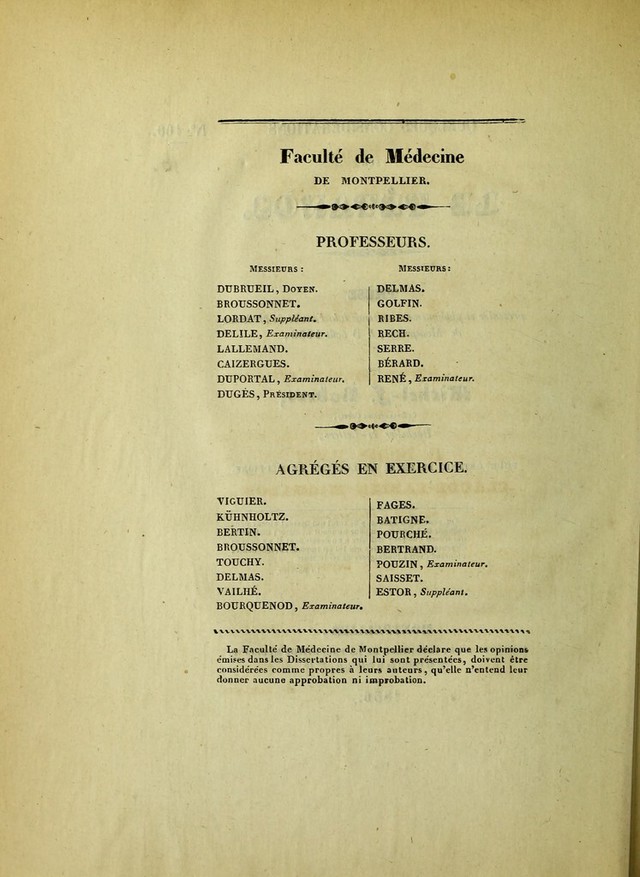 Faculté de Médecine
DE MONTPELLIER.
PROFESSEURS.
MESSIEURS :
DUBRUEIL, DOYEN.
BROUSSONNET.
LORDAT, Suppléant.
DELILE, Examinateur.
LALLEMAND.
CAIZERGUES.
DUPORTAL, Examinateur.
DUGÉS, PRÉSIDENT.
MESSIEURS :
DELMAS.
GOLFIN.
RIBES.
RECH.
SERRE.
BÉRARD.
RENÉ, Examinateur.
AGRÉGÉS EN EXERCICE.
VIGUIER.
KÜHNHOLTZ.
BERTIN.
BROUSSONNET.
TOUCHY.
DELMAS.
VAILHÉ.
BOURQUENOD, Examinateur.
FAGES.
BATIGNE.
POURCHÉ.
BERTRAND.
POUZIN, Examinateur.
SAISSET.
ESTOR, Suppléant.
La Faculté de Médecine de Montpellier déclare que les opinions
émises dans les Dissertations qui lui sont présentées, doivent être
considérées comme propres à leurs auteurs, qu'elle n'entend leur
donner aucune approbation ni improbation.